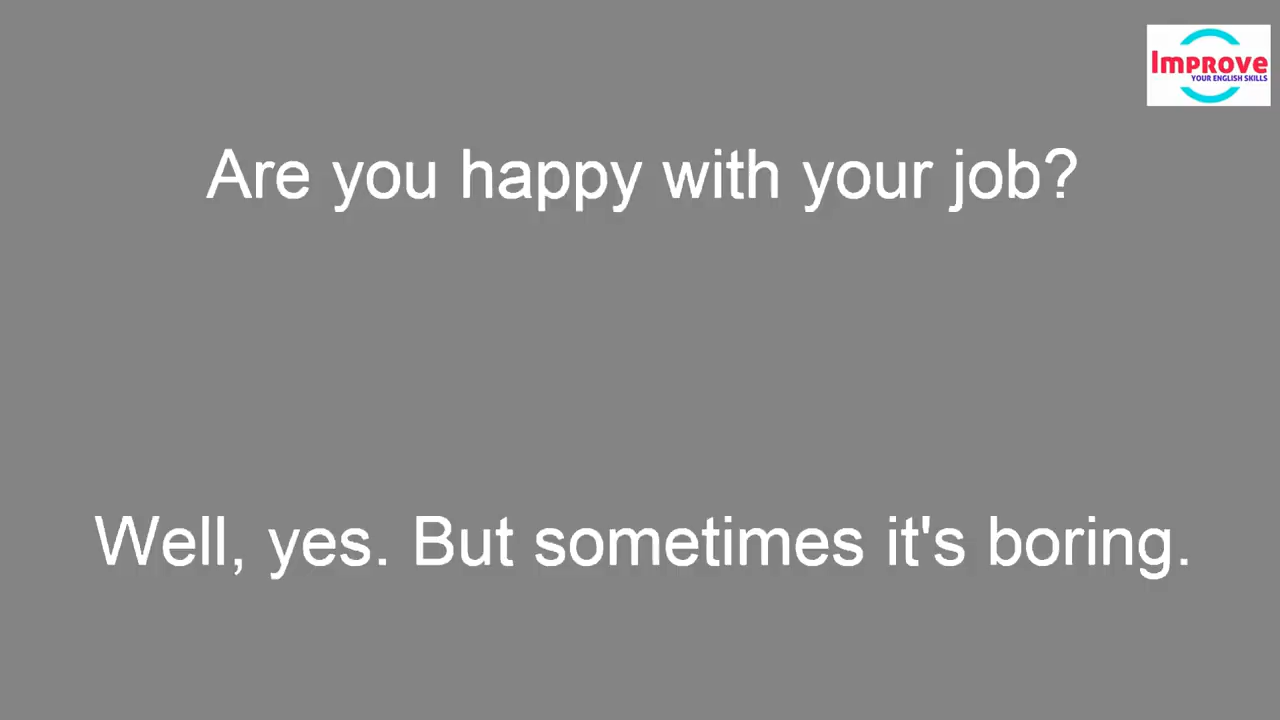 Improve
YOUR ENGLISH SKILLS
Are you happy with your job?
Well, yes. But sometimes it's boring.